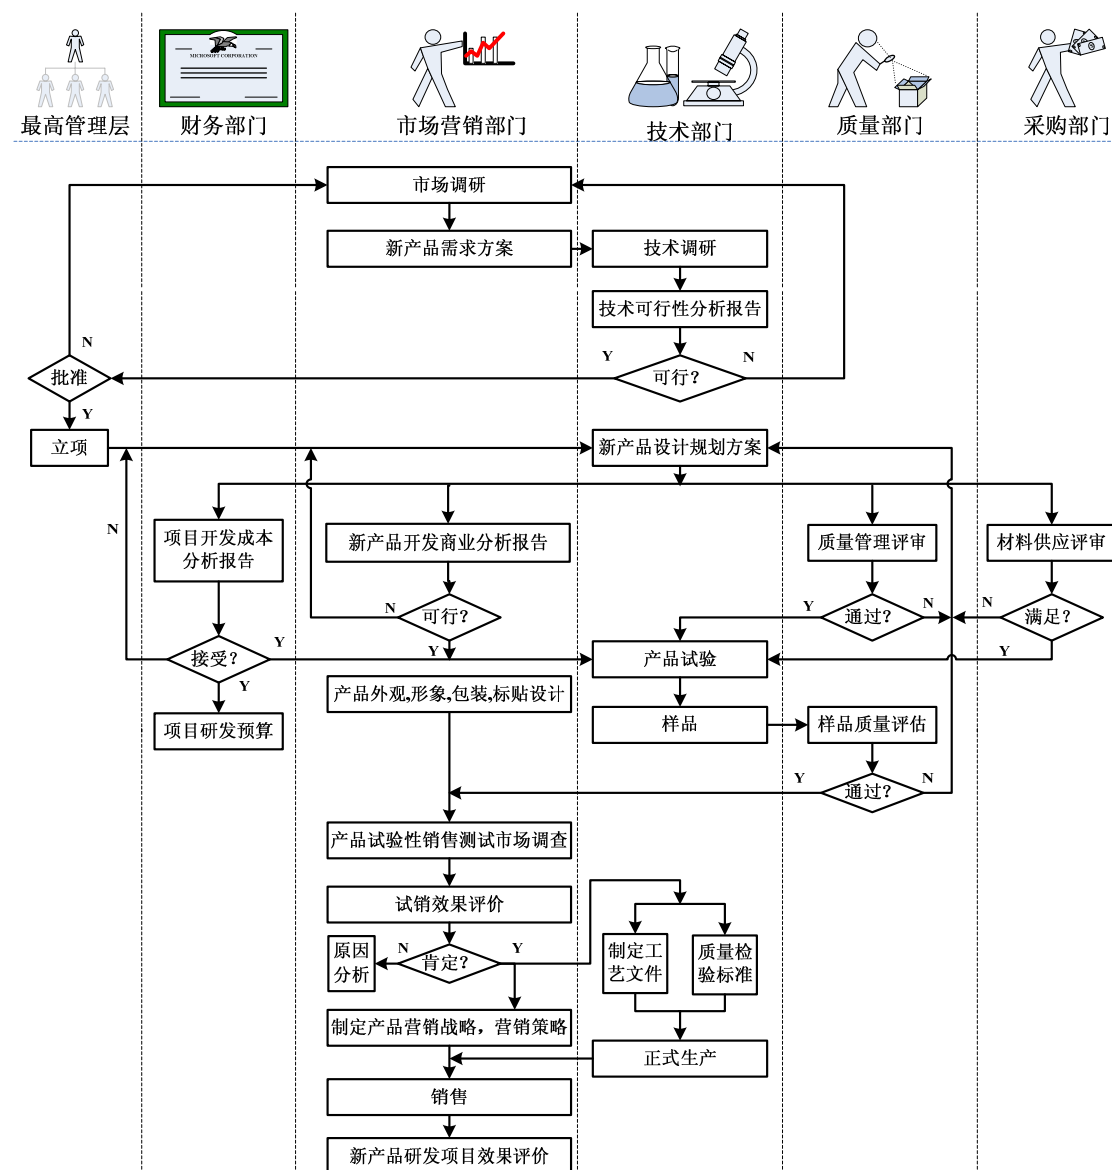 MICROSOFT CORPORATION
最高管理层
财务部门
市场营销部门
技术部门
质量部门
采购部门
市场调研
新产品需求方案
技术调研
技术可行性分析报告
N
Y
N
批准
可行?
Y
立项
新产品设计规划方案
N
项目开发成本
分析报告
新产品开发商业分析报告
质量管理评审
材料供应评审
N
可行?
Y
通过?
N
N
满足?
接受?
Y
Y
产品试验
Y
Y
产品外观,形象,包装,标贴设计
项目研发预算
样品
样品质量评估
Y
通过?
N
产品试验性销售测试市场调查
试销效果评价
原因
分析
N
肯定?
Y
制定工
艺文件
质量检
验标准
制定产品营销战略，营销策略
正式生产
销售
新产品研发项目效果评价